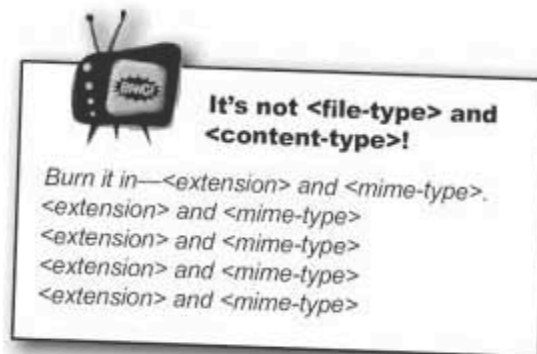 BANG!
It's not <file-type> and
<content-type>!
Burn it in—<extension> and <mime-type>.
<extension> and <mime-type>
<extension> and <mime-type>
<extension> and <mime-type>
<extension> and <mime-type>